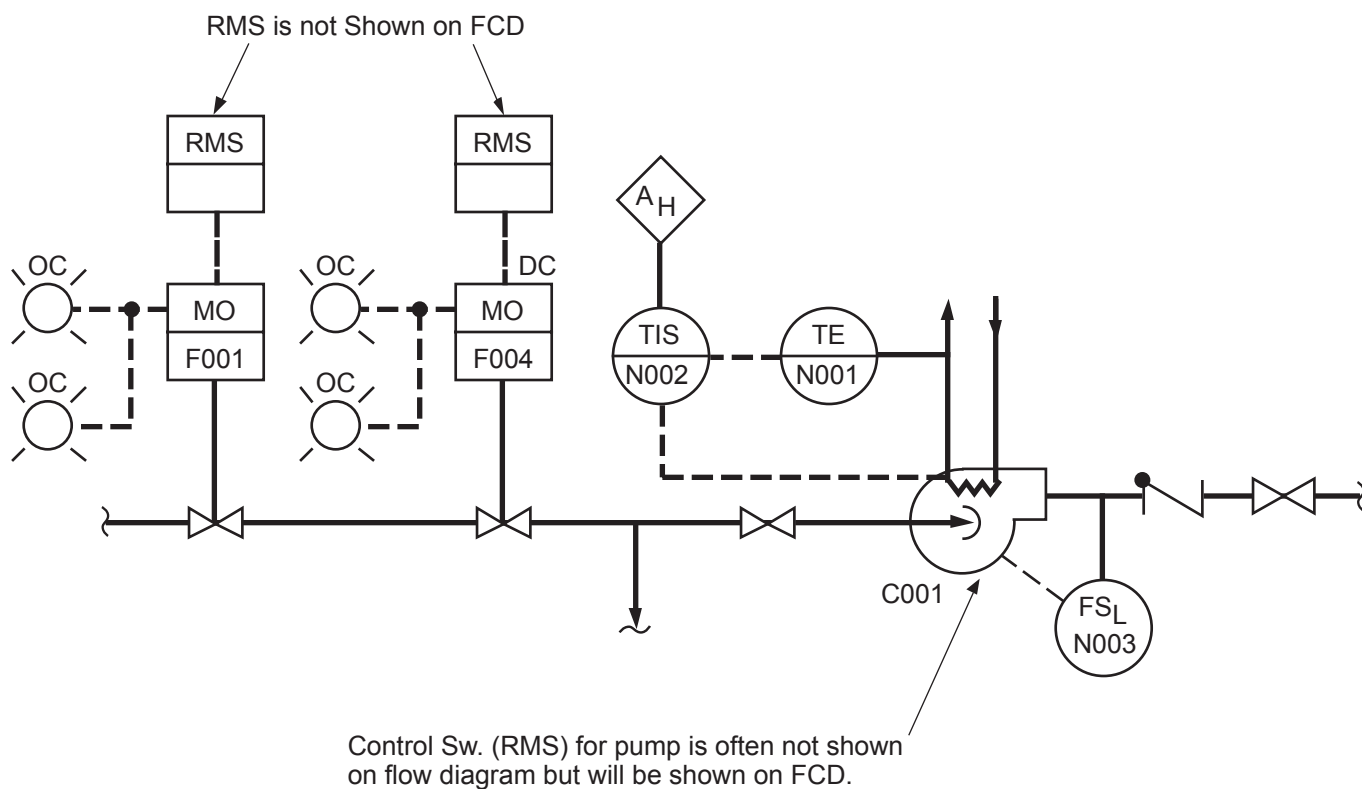 RMS is not Shown on FCD
RMS
RMS
A H
OC
OC
DC
MO
MO
TIS
TE
F001
F004
N002
N001
OC
OC
C001
FSL
N003
Control Sw. (RMS) for pump is often not shown
on flow diagram but will be shown on FCD.